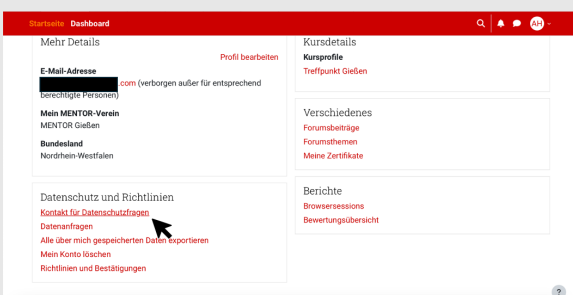 Startseite Dashboard
AH
Mehr Details
Profil bearbeiten
E-Mail-Adresse
.com (verborgen außer für entsprechend
berechtigte Personen)
Mein MENTOR-Verein
MENTOR Gießen
Bundesland
Nordrhein-Westfalen
Datenschutz und Richtlinien
Kontakt für Datenschutzfragen
Datenanfragen
Alle über mich gespeicherten Daten exportieren
Mein Konto löschen
Richtlinien und Bestätigungen
Kursdetails
Kursprofile
Treffpunkt Gießen
Verschiedenes
Forumsbeiträge
Forumsthemen
Meine Zertifikate
Berichte
Browsersessions
Bewertungsübersicht
?